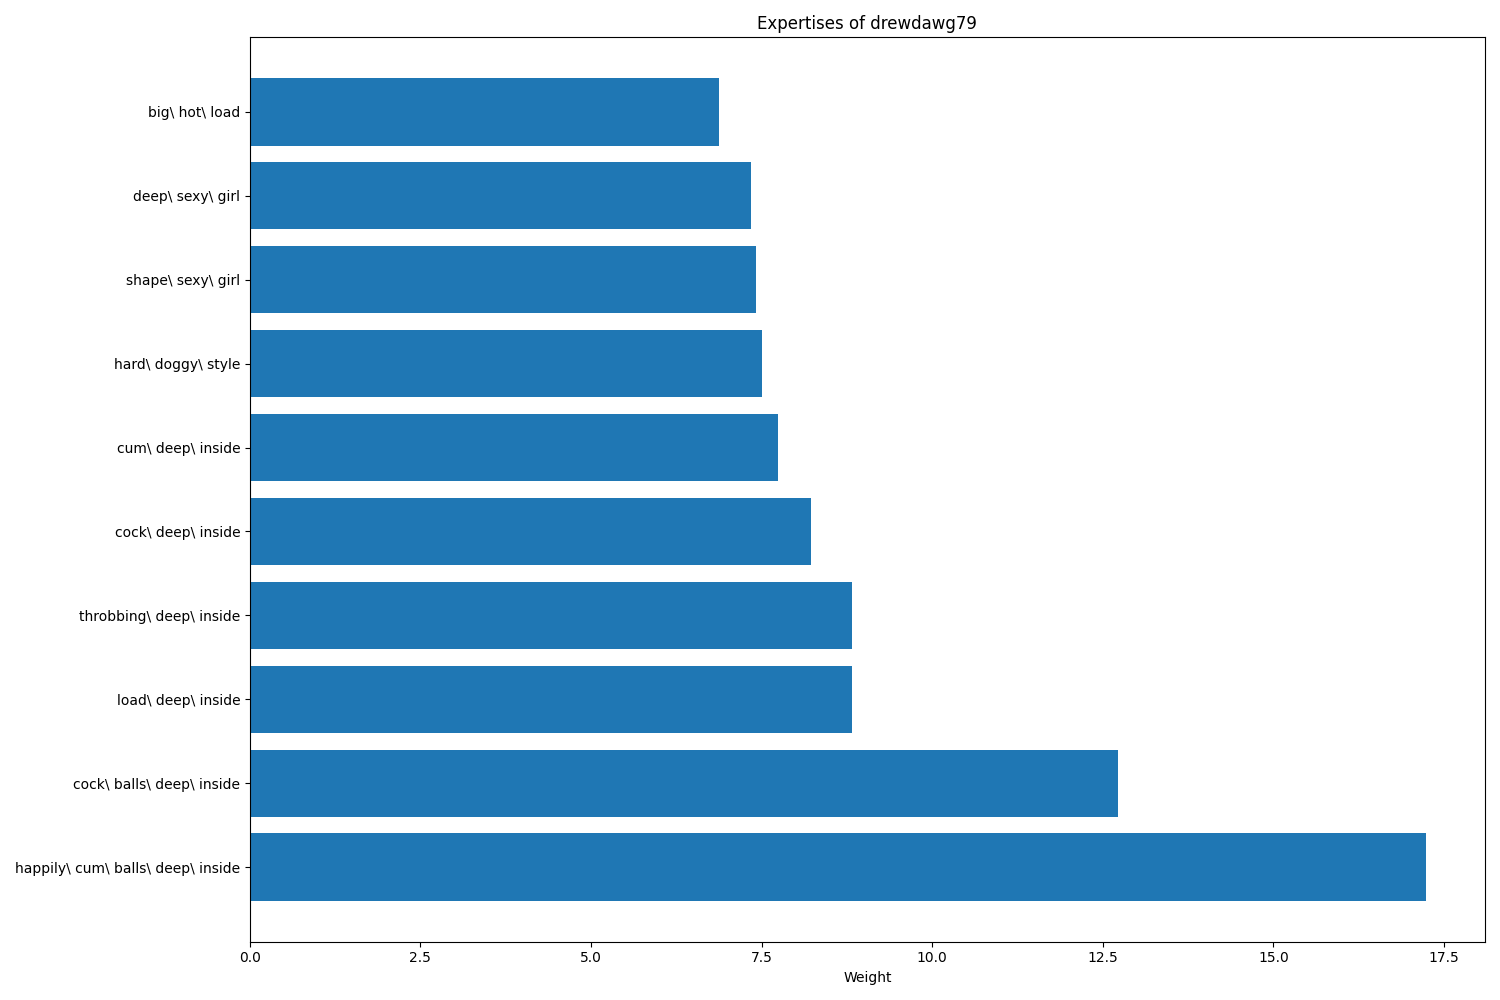 Expertises of drewdawg79
big\ hot\ load
deep\ sexy\ girl
shape\ sexy\ girl
hard\ doggy\ style
cum\ deep\ inside
cock\ deep\ inside
throbbing\ deep\ inside
load\ deep\ inside
cock\ balls\ deep\ inside
happily\ cum\ balls\ deep\ inside
0.0 2.5 5.0 7.5 10.0 12.5 15.0 17.5
Weight